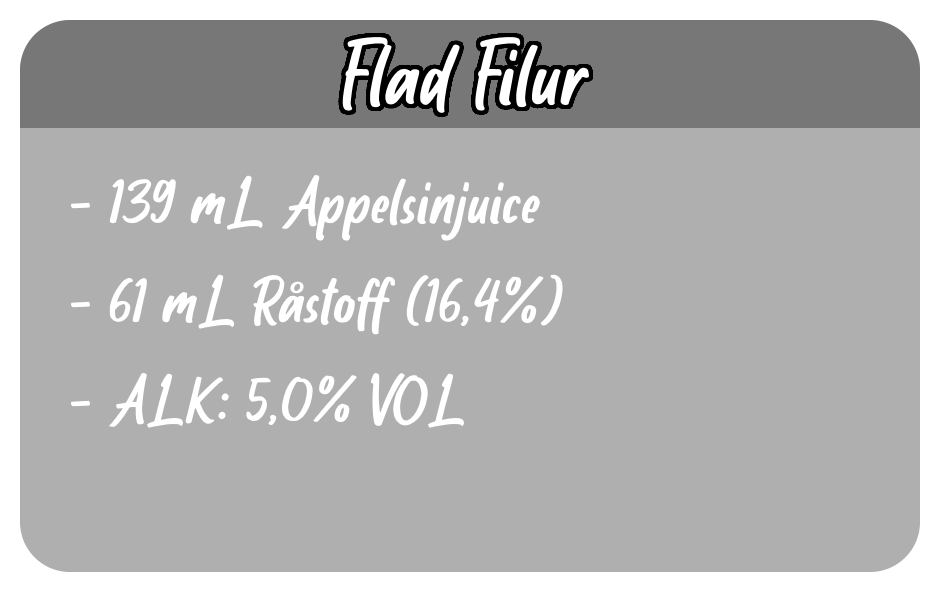 Flad Filur
- 139 mL Appelsinjuice
- 61 mL Råstoff (16,4%)
- ALK: 5,0% VOL